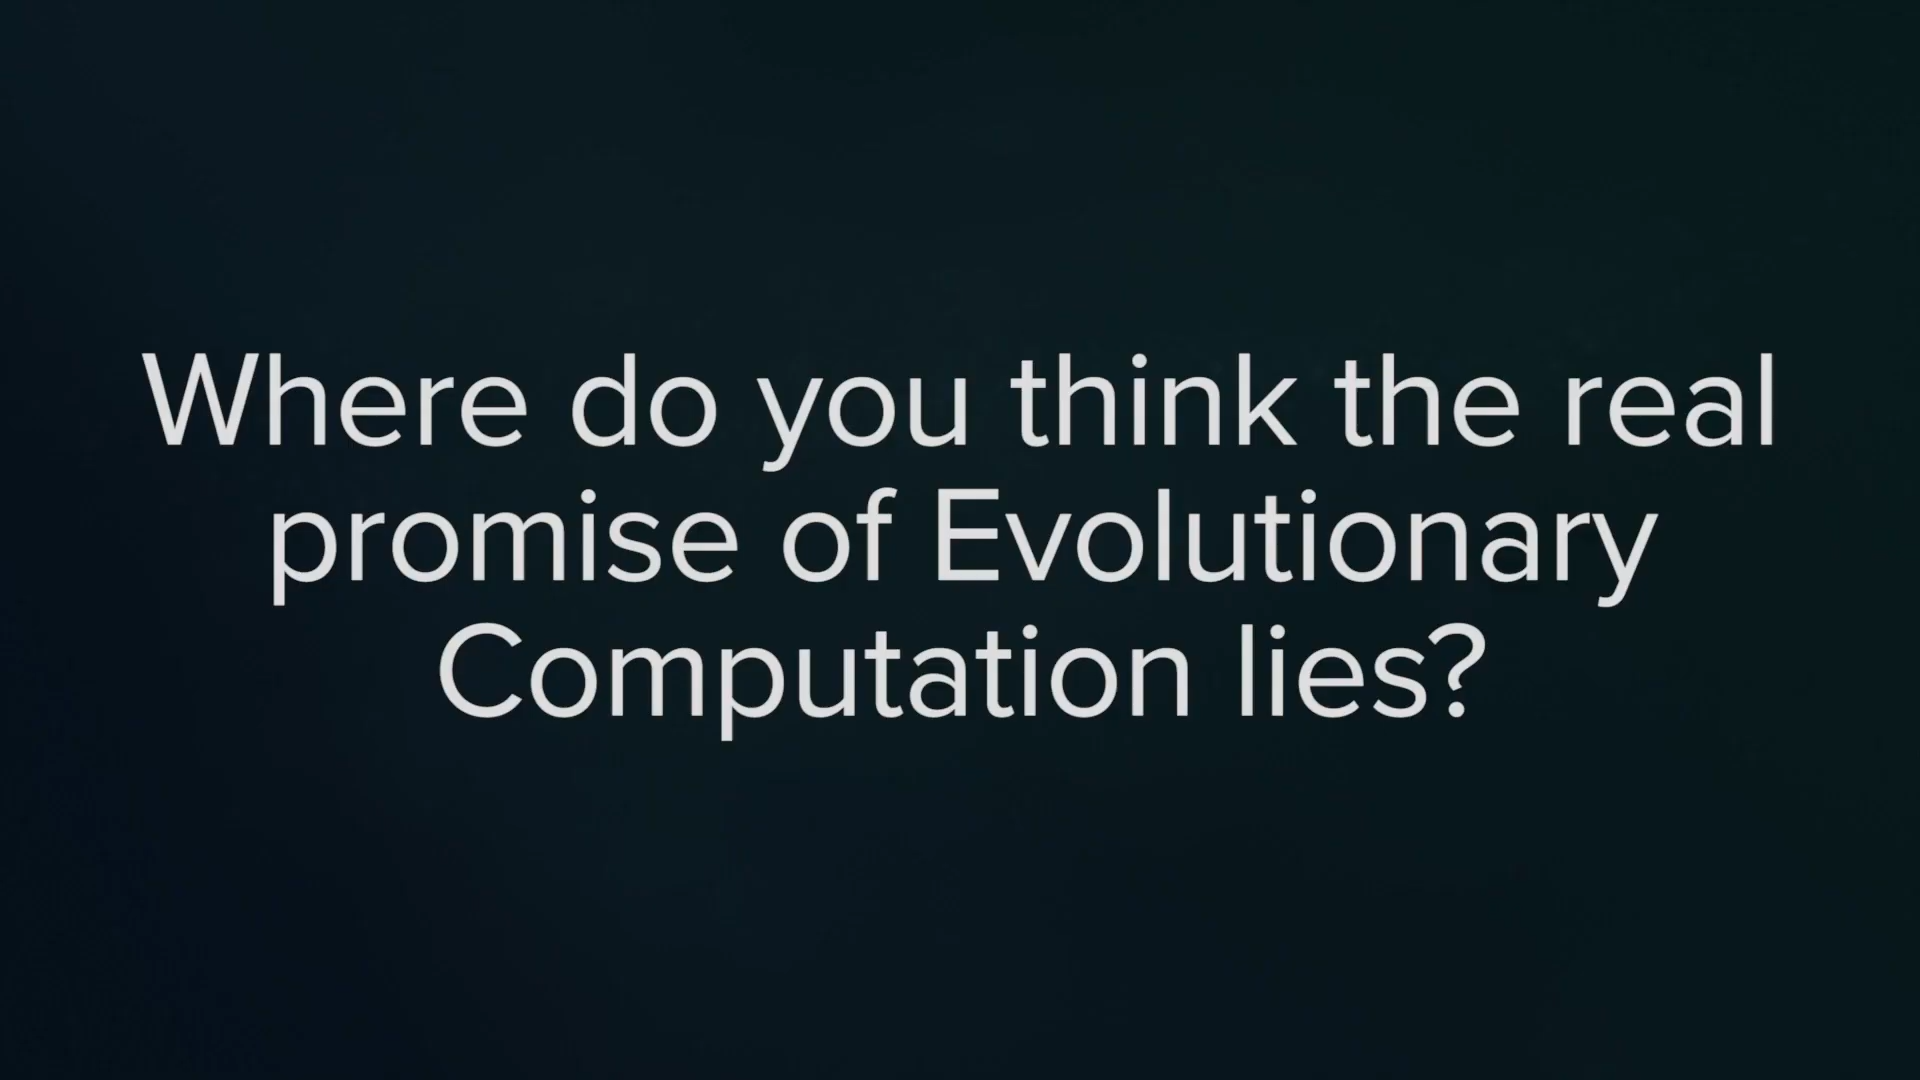 Where do you think the real
promise of Evolutionary
Computation lies?